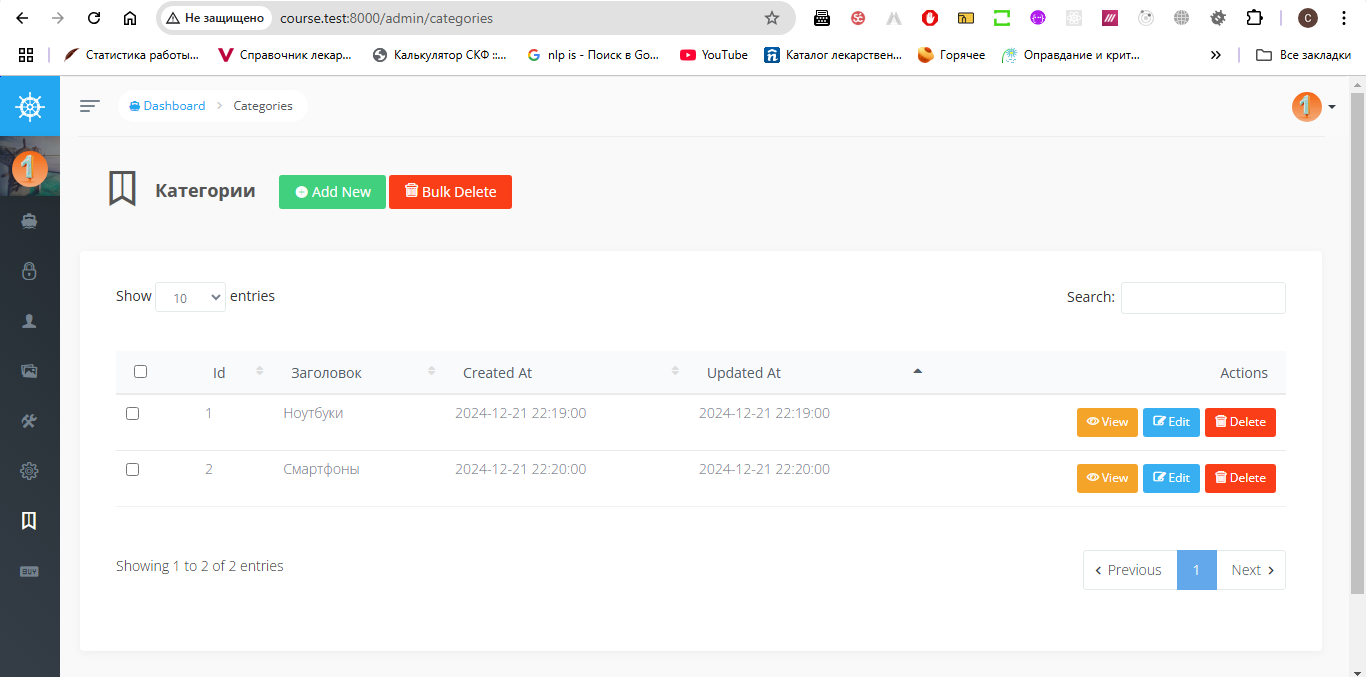 Не защищено course.test:8000/admin/categories
Статистика работы... Справочник лекар... Калькулятор СКФ ::... nlp is - Поиск в Go... YouTube Каталог лекарствен... Горячее Оправдание и крит... » Все закладки
Dashboard > Categories
Категории Add New Bulk Delete
Show 10 entries Search:
Id Заголовок Created At Updated At Actions
1 Ноутбуки 2024-12-21 22:19:00 2024-12-21 22:19:00 View Edit Delete
2 Смартфоны 2024-12-21 22:20:00 2024-12-21 22:20:00 View Edit Delete
BUY
Showing 1 to 2 of 2 entries Previous 1 Next